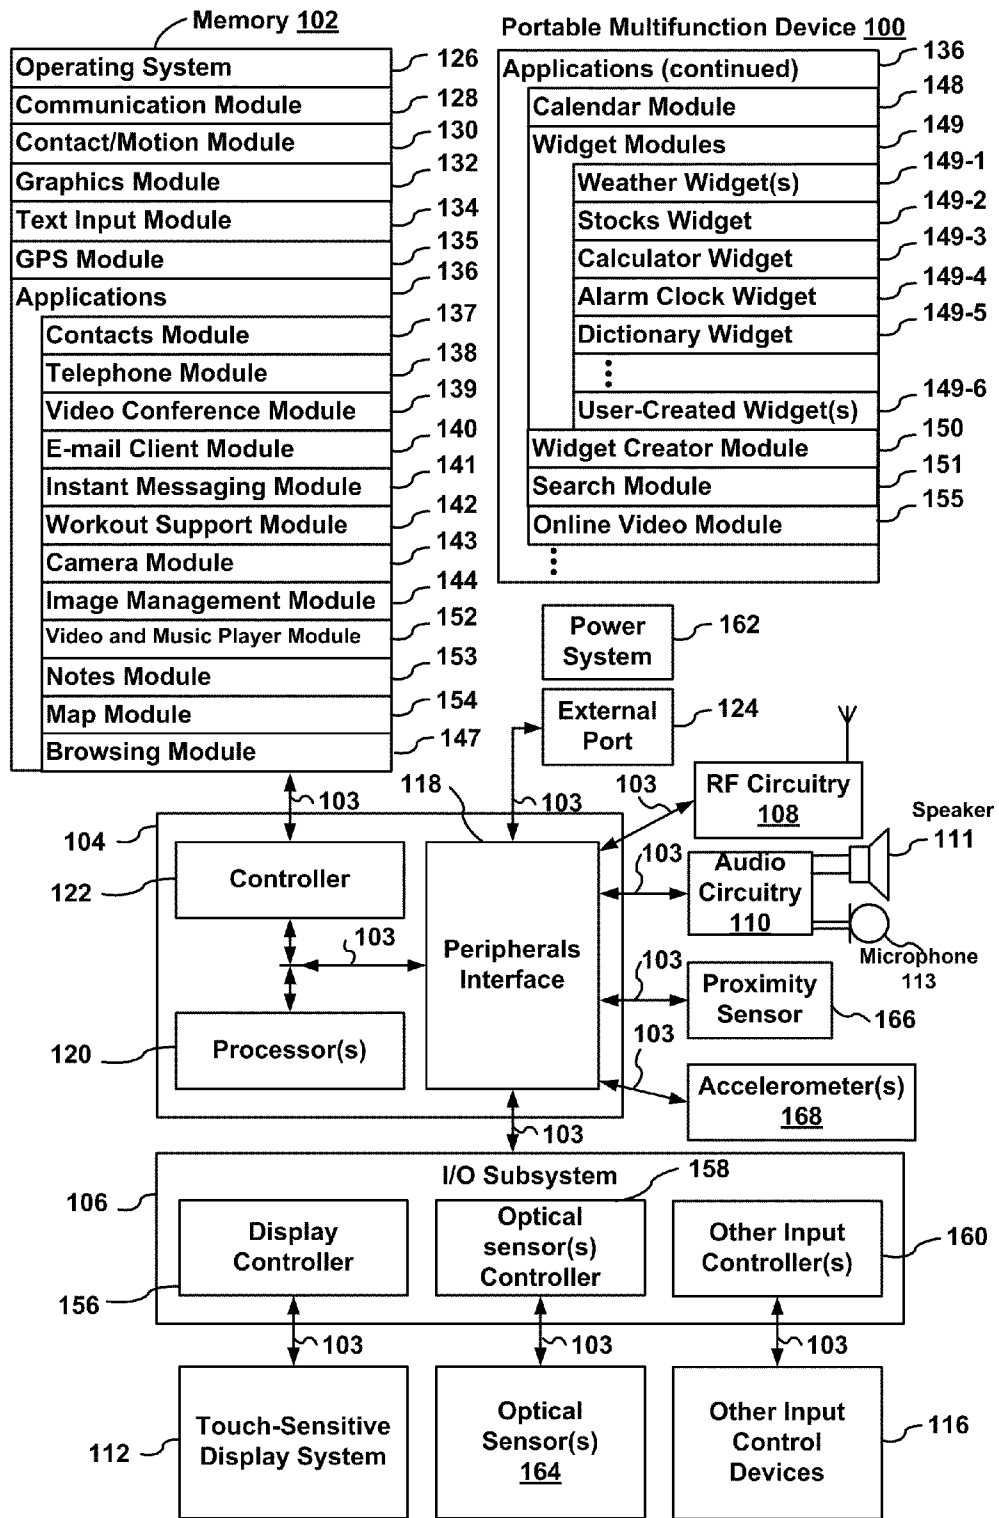 Memory 102
Operating System 126
Communication Module 128
Contact/Motion Module 130
Graphics Module 132
Text Input Module 134
GPS Module 135
Applications 136
Contacts Module 137
Telephone Module 138
Video Conference Module 139
E-mail Client Module 140
Instant Messaging Module 141
Workout Support Module 142
Camera Module 143
Image Management Module 144
Video and Music Player Module 152
Notes Module 153
Map Module 154
Browsing Module 147
Portable Multifunction Device 100
Applications (continued) 136
Calendar Module 148
Widget Modules 149
Weather Widget(s) 149-1
Stocks Widget 149-2
Calculator Widget 149-3
Alarm Clock Widget 149-4
Dictionary Widget 149-5
User-Created Widget(s) 149-6
Widget Creator Module 150
Search Module 151
Online Video Module 155
Power
System
162
External
Port
124
103
118
103
103
RF Circuitry
108
Speaker
111
104
122
Controller
103
Audio
Circuitry
110
Microphone
113
103
Peripherals
Interface
103
Proximity
Sensor
166
120
Processor(s)
103
Accelerometer(s)
168
103
I/O Subsystem
158
106
Display
Controller
156
Optical
sensor(s)
Controller
Other Input
Controller(s)
160
103
103
103
Touch-Sensitive
Display System
112
Optical
Sensor(s)
164
Other Input
Control
Devices
116